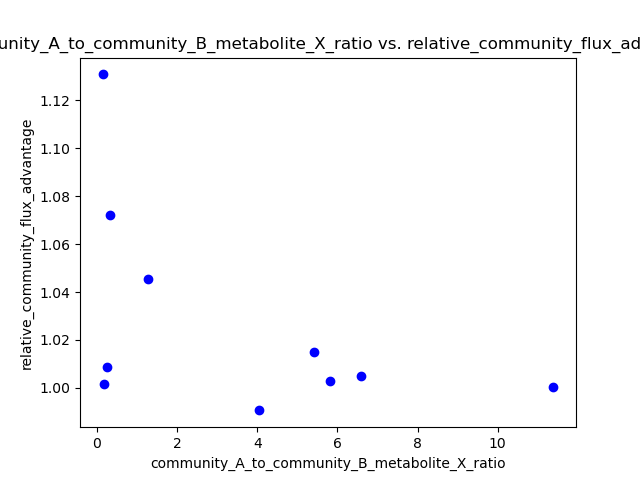 unity_A_to_community_B_metabolite_X_ratio vs. relative_community_flux_ad
relative_community_flux_advantage
1.12
1.10
1.08
1.06
1.04
1.02
1.00
0 2 4 6 8 10
community_A_to_community_B_metabolite_X_ratio